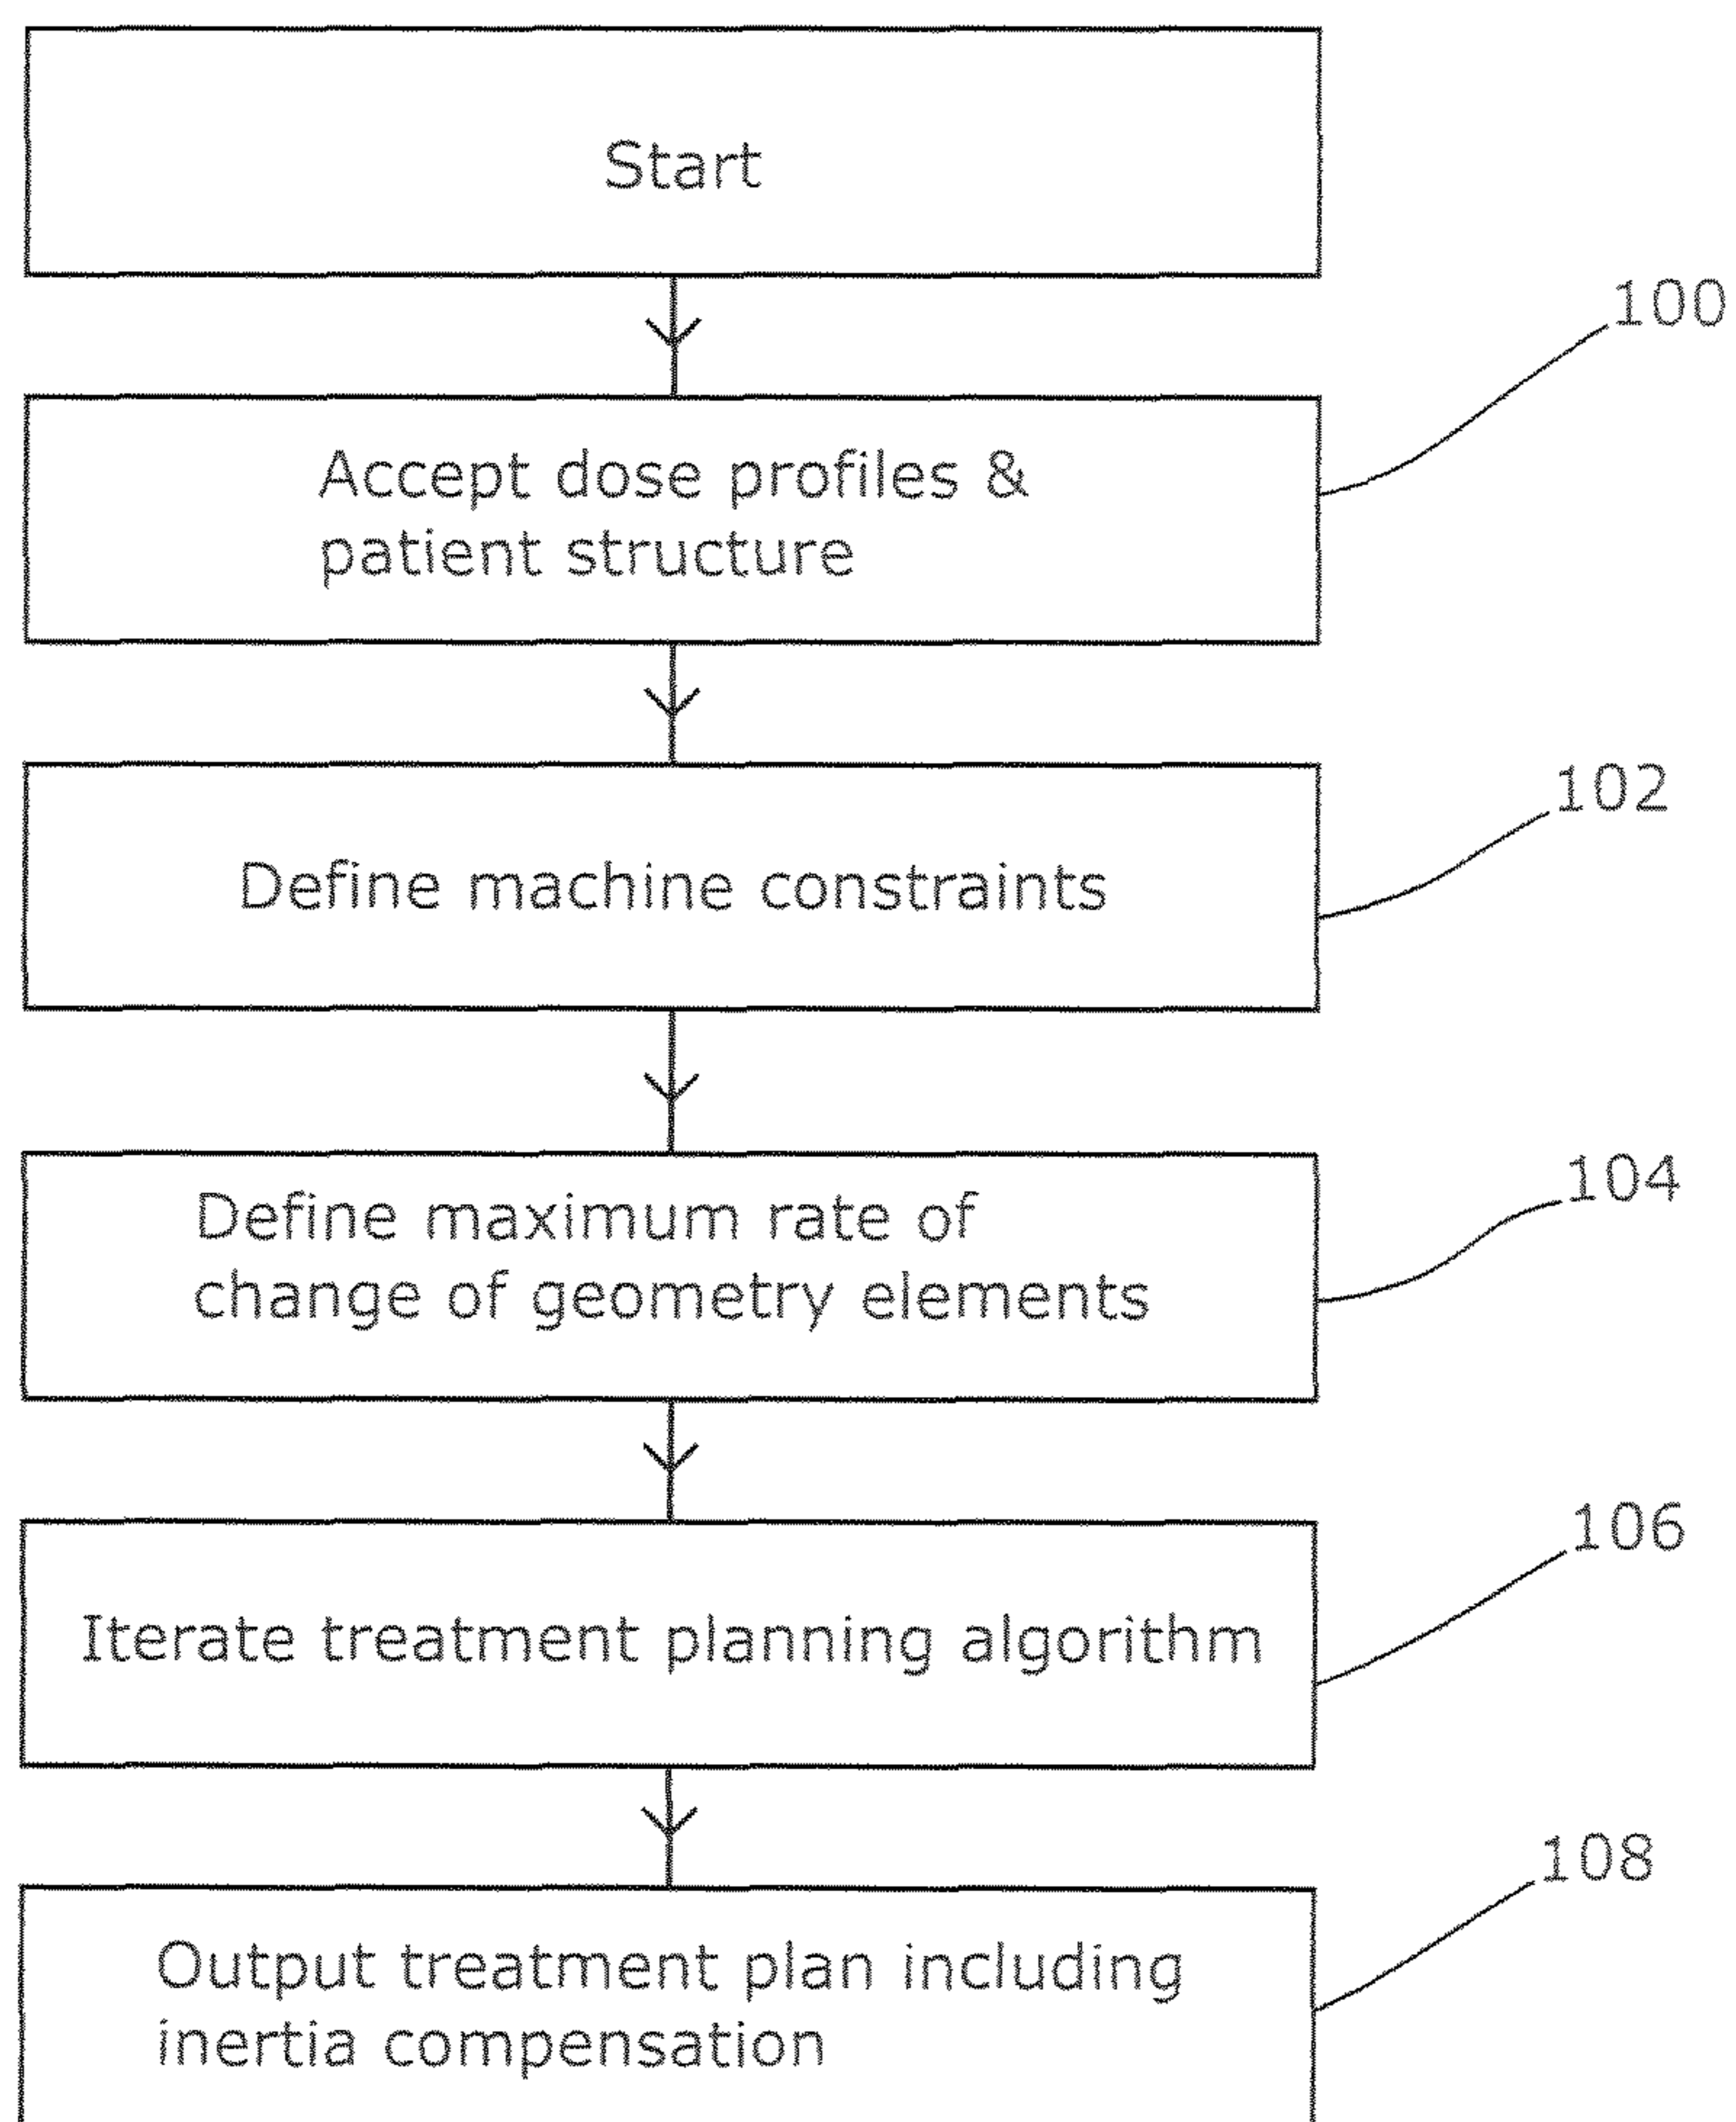 Start
100
Accept dose profiles &
patient structure
102
Define machine constraints
104
Define maximum rate of
change of geometry elements
106
Iterate treatment planning algorithm
108
Output treatment plan including
inertia compensation